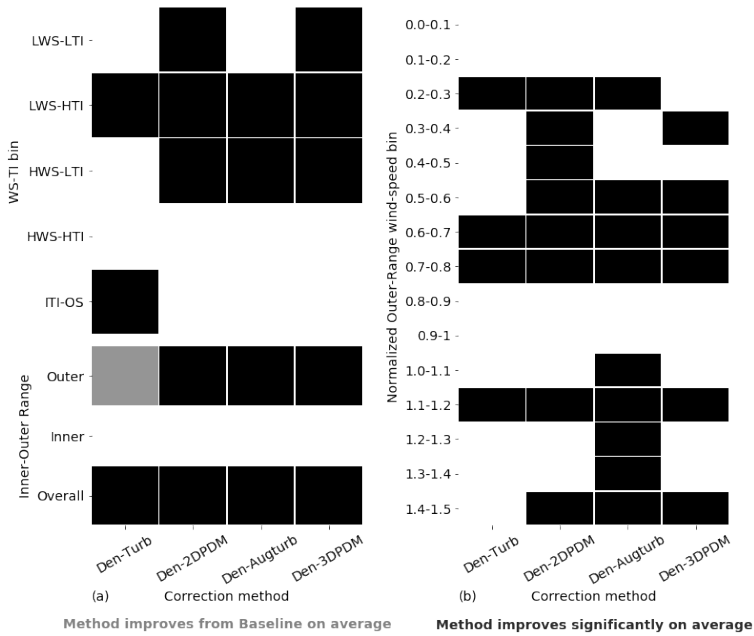 LWS-LTI
LWS-HTI
HWS-LTI
HWS-HTI
ITI-OS
WS-TI bin
Outer
Inner
Overall
Inner-Outer Range
Den-Turb
Den-2DPDM
Den-Augturb
Den-3DPDM
(a)
Correction method
Method improves from Baseline on average
0.0-0.1
0.1-0.2
0.2-0.3
0.3-0.4
0.4-0.5
0.5-0.6
0.6-0.7
0.7-0.8
0.8-0.9
0.9-1
1.0-1.1
1.1-1.2
1.2-1.3
1.3-1.4
1.4-1.5
Normalized Outer-Range wind-speed bin
Den-Turb
Den-2DPDM
Den-Augturb
Den-3DPDM
(b)
Correction method
Method improves significantly on average